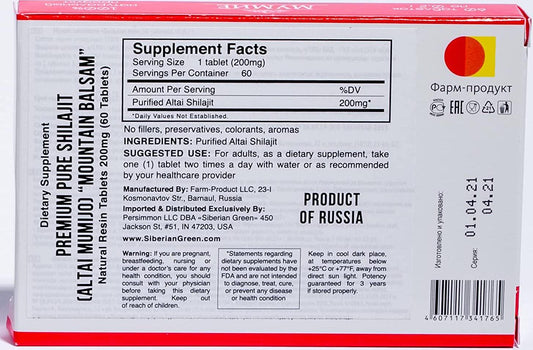 МУМИЕ
Supplement Facts
Serving Size 1 tablet (200mg)
Servings Per Container 60
Amount Per Serving %DV
Purified Altai Shilajit 200mg*
*Daily Values Not Established.
No fillers, preservatives, colorants, aromas
INGREDIENTS: Purified Altai Shilajit
SUGGESTED USE: For adults, as a dietary supplement, take
one (1) tablet two times a day with water or as recommended
by your healthcare provider
Manufactured By: Farm-Product LLC, 23-I
Kosmonavtov St., Barnaul, Russia
Imported & Distributed Exclusively By:
Persimmon LLC DBA «Siberian Green» 450
Jackson St, #51, IN 47203, USA
www.SiberianGreen.com
PRODUCT
OF RUSSIA
Warning: If you are pregnant,
breastfeeding, nursing or
under a doctor's care for any
health condition, you should
consult with your physician
before taking this dietary
supplement. Keep out
of reach of children.
*Statements regarding
dietary supplements have
not been evaluated by the
FDA and are not intended
to diagnose, treat, cure,
or prevent any disease
or health condition
Keep in cool dark place,
at temperatures below
+25°C or +77°F, away from
direct sun light. Potency
guaranteed for 3 years
if stored properly.
Dietary Supplement
PREMIUM PURE SHILAJIT
(ALTAI MUMIJO) “MOUNTAIN BALSAM”
Natural Resin Tablets 200mg (60 Tablets)
Фарм-продукт
EAC
Изготовлено и упаковано:
01.04.21
Серия:
04.21
4607117341765